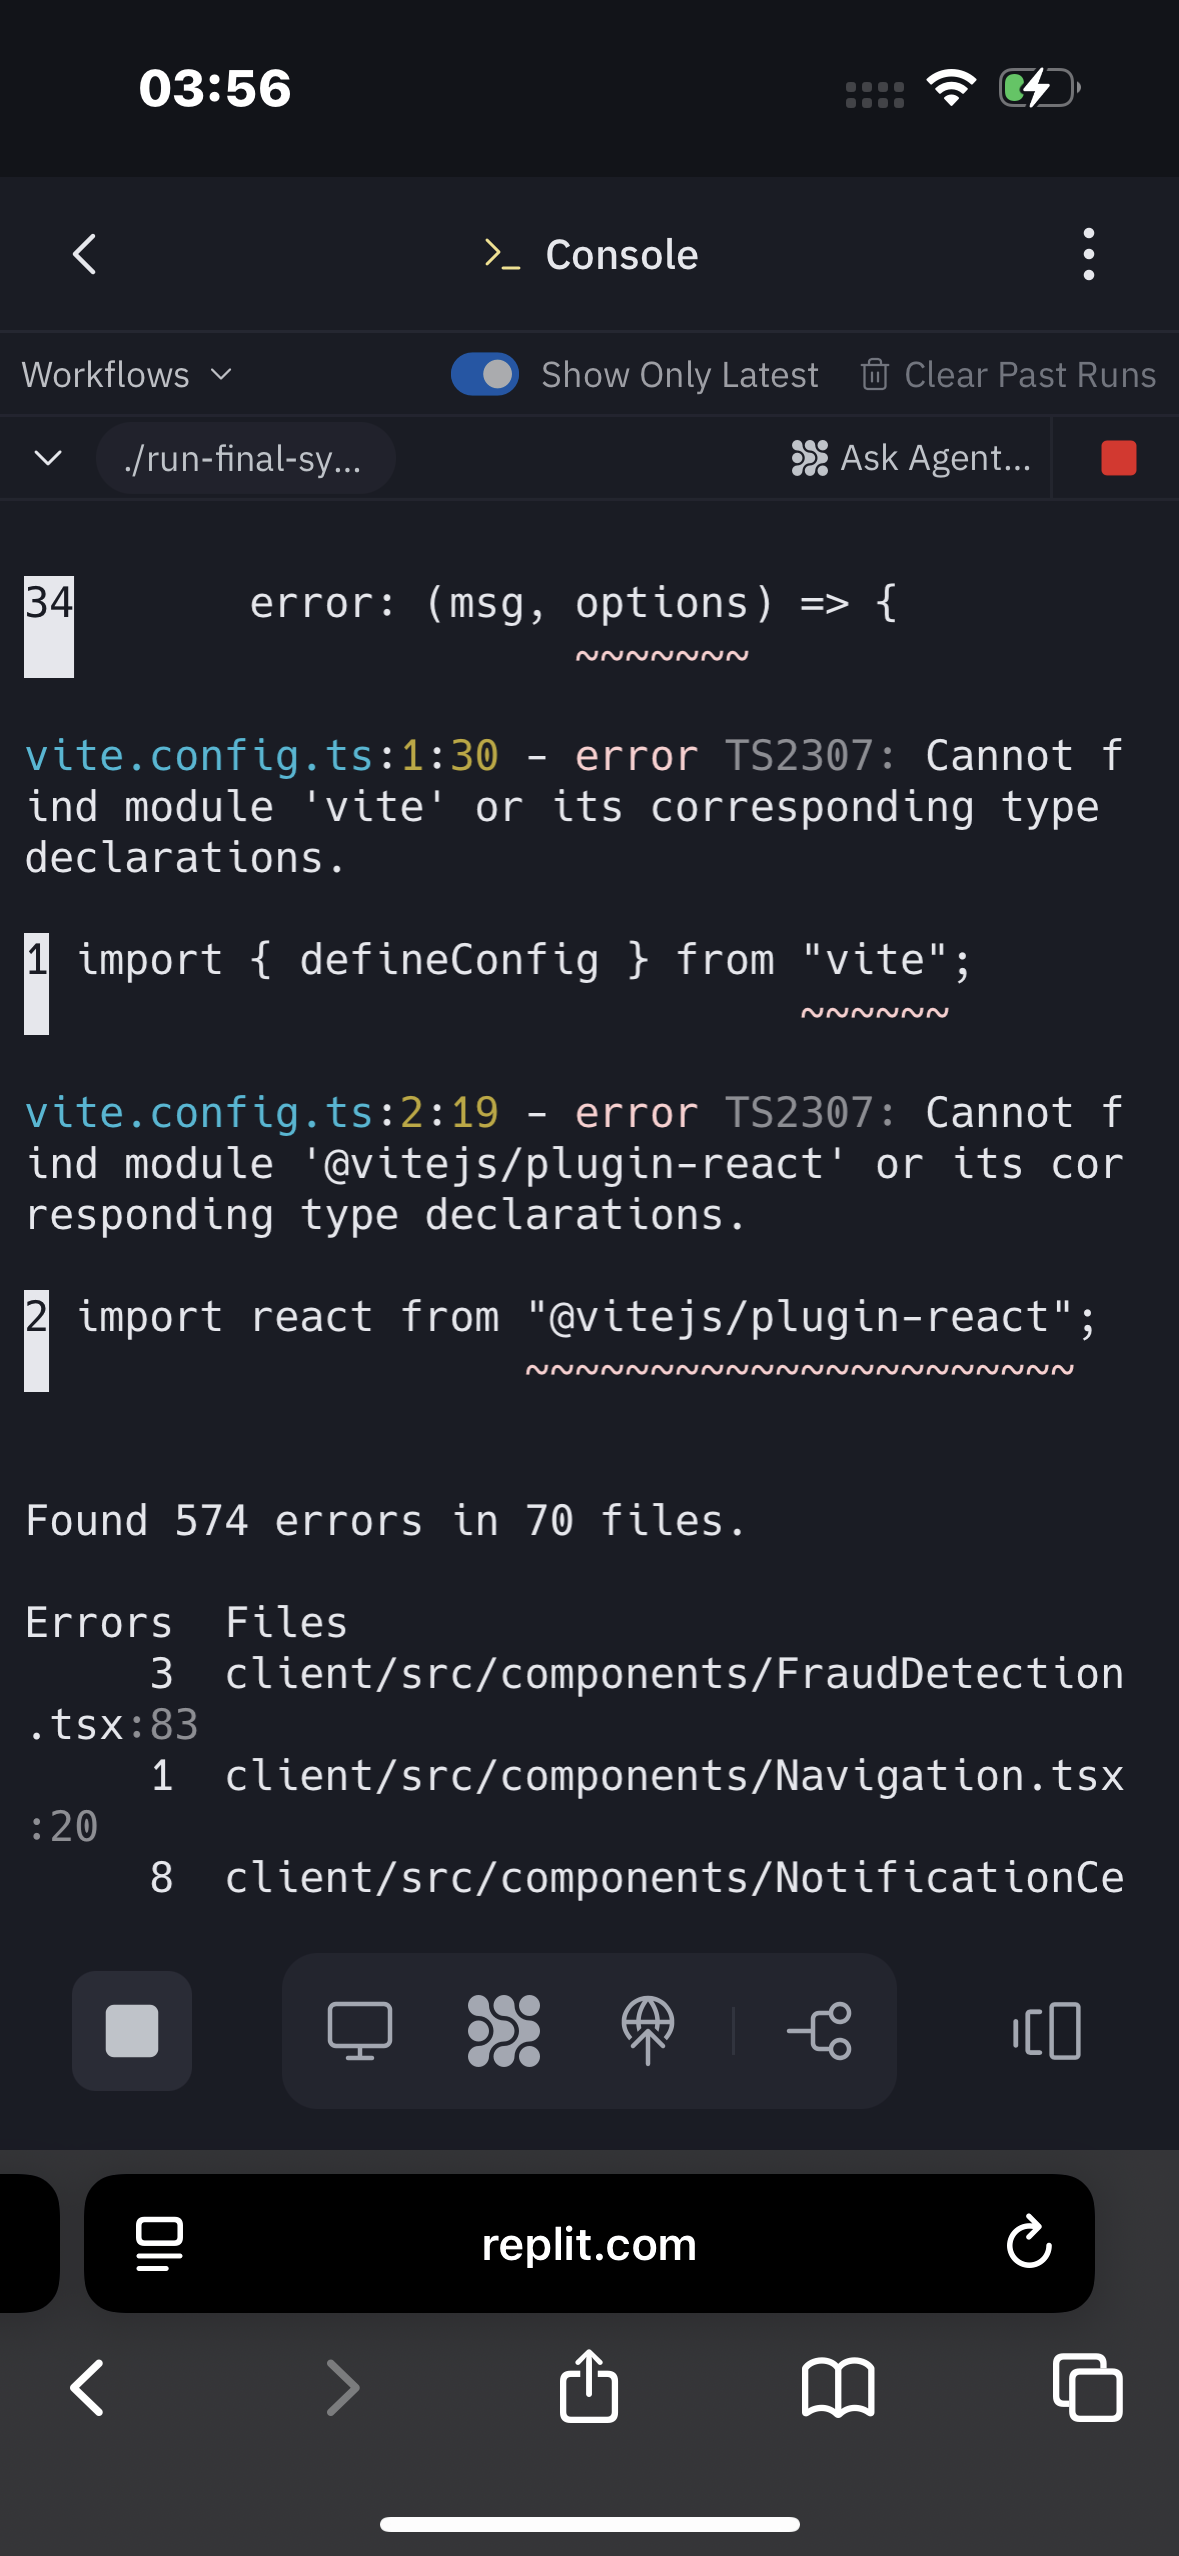 03:56
>_ Console
Workflows
Show Only Latest
Clear Past Runs
./run-final-sy...
Ask Agent...
34       error: (msg, options) => {
                      ~~~~~~~
vite.config.ts:1:30 - error TS2307: Cannot f
ind module 'vite' or its corresponding type
declarations.
1 import { defineConfig } from "vite";
                               ~~~~~~
vite.config.ts:2:19 - error TS2307: Cannot f
ind module '@vitejs/plugin-react' or its cor
responding type declarations.
2 import react from "@vitejs/plugin-react";
                    ~~~~~~~~~~~~~~~~~~~~~~
Found 574 errors in 70 files.
Errors  Files
     3  client/src/components/FraudDetection
.tsx:83
     1  client/src/components/Navigation.tsx
:20
     8  client/src/components/NotificationCe
replit.com